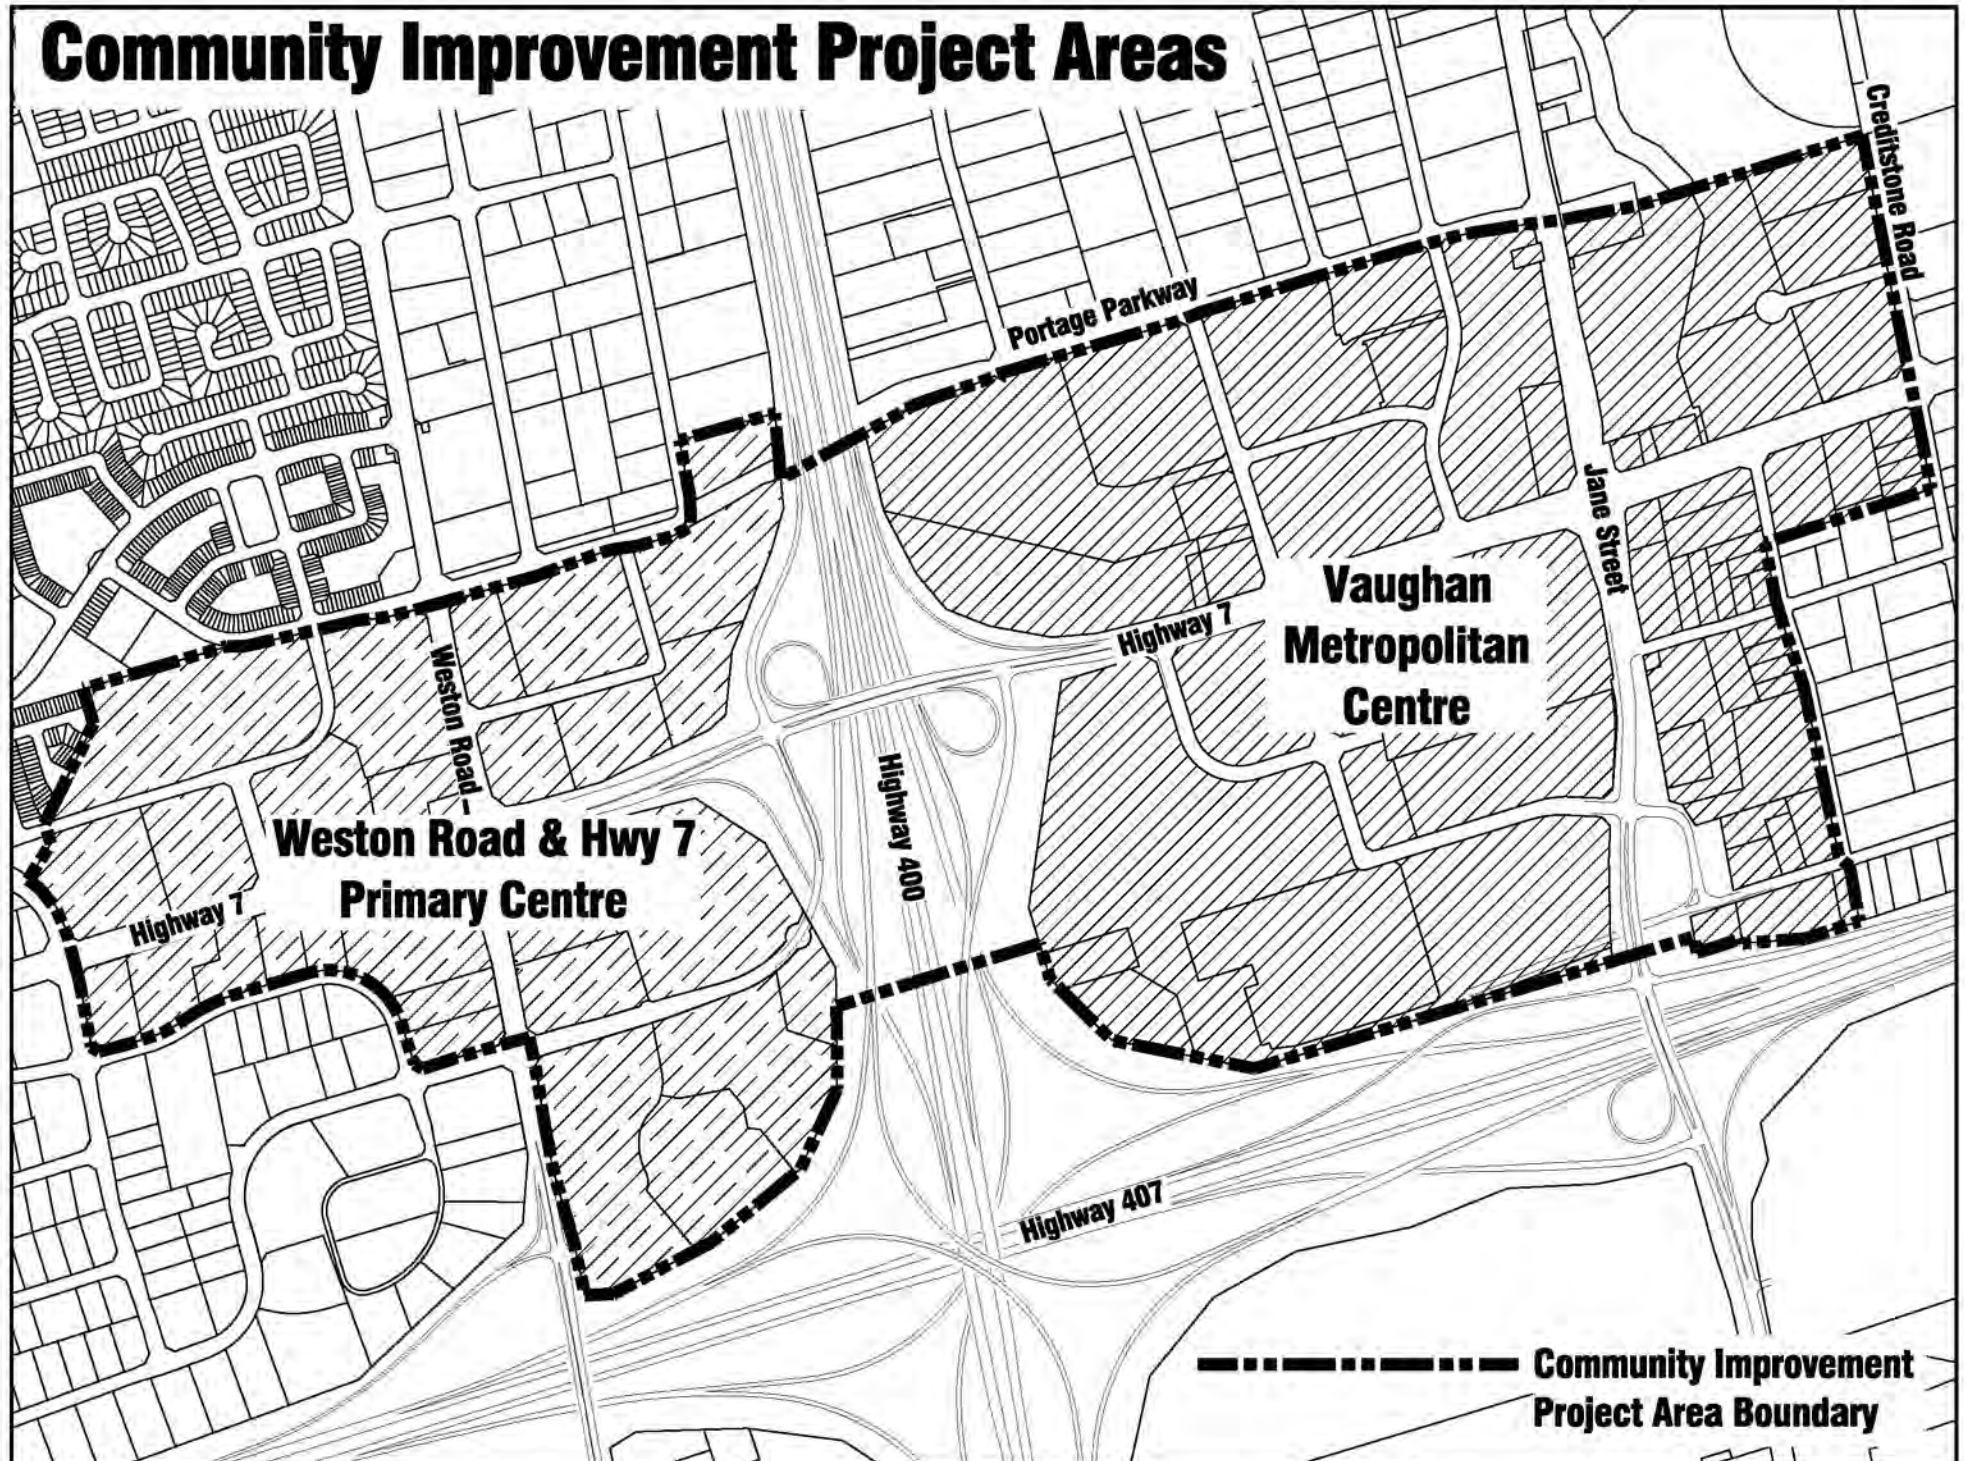 Community Improvement Project Areas
Creditstone Road
Portage Parkway
Jane Street
Vaughan
Metropolitan
Centre
Highway 7
Weston Road
Highway 400
Weston Road & Hwy 7
Primary Centre
Highway 7
Highway 407
Community Improvement
Project Area Boundary